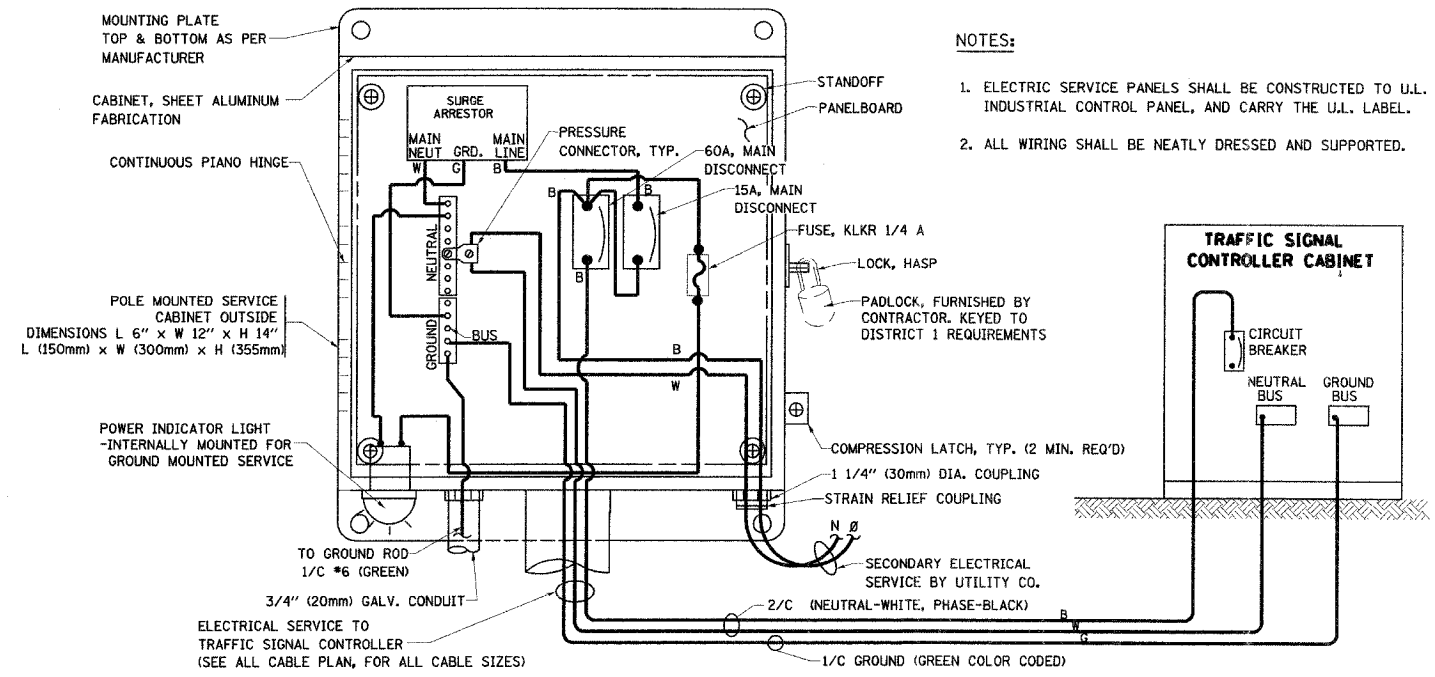 MOUNTING PLATE
TOP & BOTTOM AS PER
MANUFACTURER
CABINET, SHEET ALUMINUM
FABRICATION
CONTINUOUS PIANO HINGE
POLE MOUNTED SERVICE
CABINET OUTSIDE
DIMENSIONS L 6" x W 12" x H 14"
L (150mm) x W (300mm) x H (355mm)
POWER INDICATOR LIGHT
-INTERNALLY MOUNTED FOR
GROUND MOUNTED SERVICE
SURGE
ARRESTOR
MAIN
NEUT
GRD.
MAIN
LINE
W
G
B
NEUTRAL
GROUND
BUS
PRESSURE
CONNECTOR, TYP.
B
B
B
B
W
STANDOFF
PANELBOARD
60A, MAIN
DISCONNECT
15A, MAIN
DISCONNECT
FUSE, KLKR 1/4 A
LOCK, HASP
PADLOCK, FURNISHED BY
CONTRACTOR. KEYED TO
DISTRICT 1 REQUIREMENTS
COMPRESSION LATCH, TYP. (2 MIN. REQ'D)
1 1/4" (30mm) DIA. COUPLING
STRAIN RELIEF COUPLING
N Ø
SECONDARY ELECTRICAL
SERVICE BY UTILITY CO.
TO GROUND ROD
1/C #6 (GREEN)
3/4" (20mm) GALV. CONDUIT
ELECTRICAL SERVICE TO
TRAFFIC SIGNAL CONTROLLER
(SEE ALL CABLE PLAN, FOR ALL CABLE SIZES)
2/C (NEUTRAL-WHITE, PHASE-BLACK)
B
W
G
1/C GROUND (GREEN COLOR CODED)
NOTES:
1. ELECTRIC SERVICE PANELS SHALL BE CONSTRUCTED TO U.L.
INDUSTRIAL CONTROL PANEL, AND CARRY THE U.L. LABEL.
2. ALL WIRING SHALL BE NEATLY DRESSED AND SUPPORTED.
TRAFFIC SIGNAL
CONTROLLER CABINET
CIRCUIT
BREAKER
NEUTRAL
BUS
GROUND
BUS